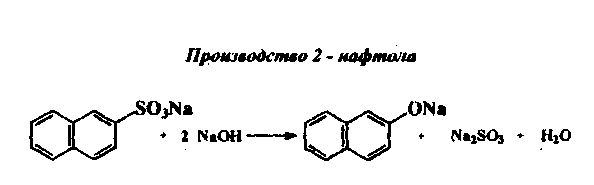 Производство 2 - нафтола
SO₃Na + 2 NaOH → ONa + Na₂SO₃ + H₂O